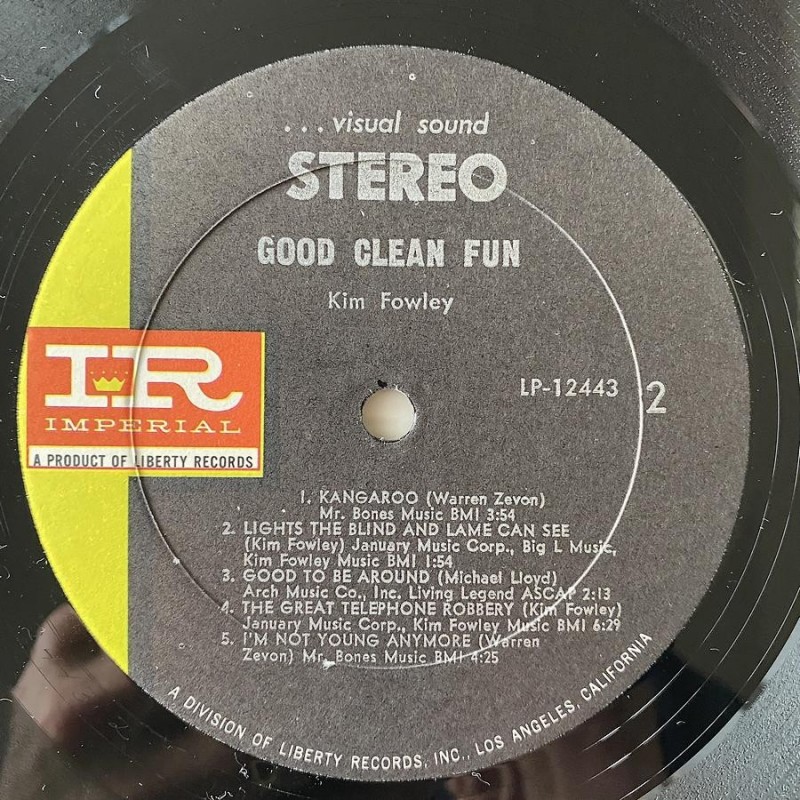 ...visual sound
STEREO
GOOD CLEAN FUN
Kim Fowley
IR
IMPERIAL
A PRODUCT OF LIBERTY RECORDS
LP-12443
2
1. KANGAROO (Warren Zevon)
Mr. Bones Music BMI 3:54
2. LIGHTS THE BLIND AND LAME CAN SEE
(Kim Fowley) January Music Corp., Big L Music,
Kim Fowley Music BMI 1:54
3. GOOD TO BE AROUND (Michael Lloyd)
Arch Music Co., Inc. Living Legend ASCAP 2:13
4. THE GREAT TELEPHONE ROBBERY (Kim Fowley)
January Music Corp., Kim Fowley Music BMI 6:29
5. I'M NOT YOUNG ANYMORE (Warren
Zevon) Mr. Bones Music BMI 4:25
A DIVISION OF LIBERTY RECORDS, INC., LOS ANGELES, CALIFORNIA